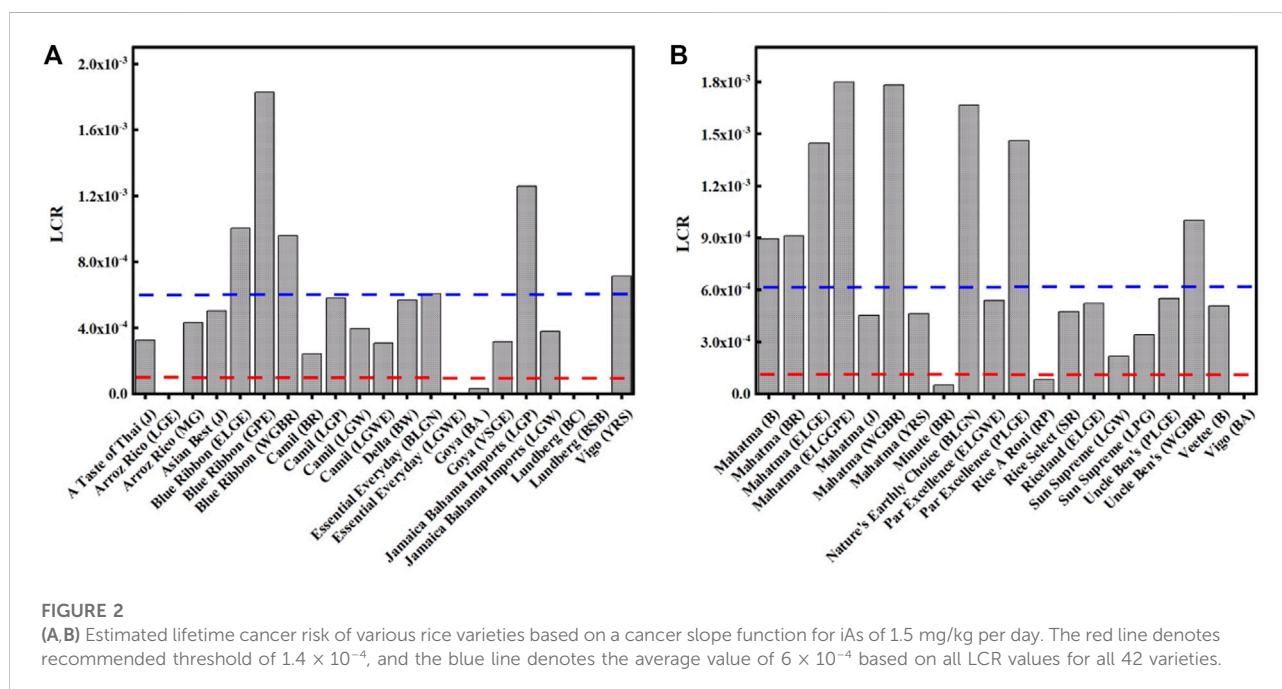 A
2.0x10⁻³
1.6x10⁻³
1.2x10⁻³
8.0x10⁻⁴
4.0x10⁻⁴
0.0
LCR
A Taste of Thai (J)
Arroz Rico (LGE)
Arroz Rico (MG)
Asian Best (J)
Blue Ribbon (ELGE)
Blue Ribbon (GPE)
Blue Ribbon (WGBR)
Camil (BR)
Camil (LGP)
Camil (LGW)
Camil (LGWE)
Della (BW)
Essential Everyday (BLGN)
Essential Everyday (LGWE)
Goya (BA )
Goya (VSGE)
Jamaica Bahama Imports (LGP)
Jamaica Bahama Imports (LGW)
Lundberg (BC)
Lundberg (BSB)
Vigo (YRS)
B
1.8x10⁻³
1.5x10⁻³
1.2x10⁻³
9.0x10⁻⁴
6.0x10⁻⁴
3.0x10⁻⁴
0.0
LCR
Mahatma (B)
Mahatma (BR)
Mahatma (ELGE)
Mahatma (ELGGPE)
Mahatma (J)
Mahatma (WGBR)
Mahatma (YRS)
Minute (BR)
Nature's Earthly Choice (BLGN)
Par Excellence (ELGWE)
Par Excellence (PLGE)
Rice A Roni (RP)
Rice Select (SR)
Riceland (ELGE)
Sun Supreme (LGW)
Sun Supreme (LPG)
Uncle Ben's (PLGE)
Uncle Ben's (WGBR)
Veetee (B)
Vigo (BA)
FIGURE 2
(A,B) Estimated lifetime cancer risk of various rice varieties based on a cancer slope function for iAs of 1.5 mg/kg per day. The red line denotes
recommended threshold of 1.4 × 10⁻⁴, and the blue line denotes the average value of 6 × 10⁻⁴ based on all LCR values for all 42 varieties.